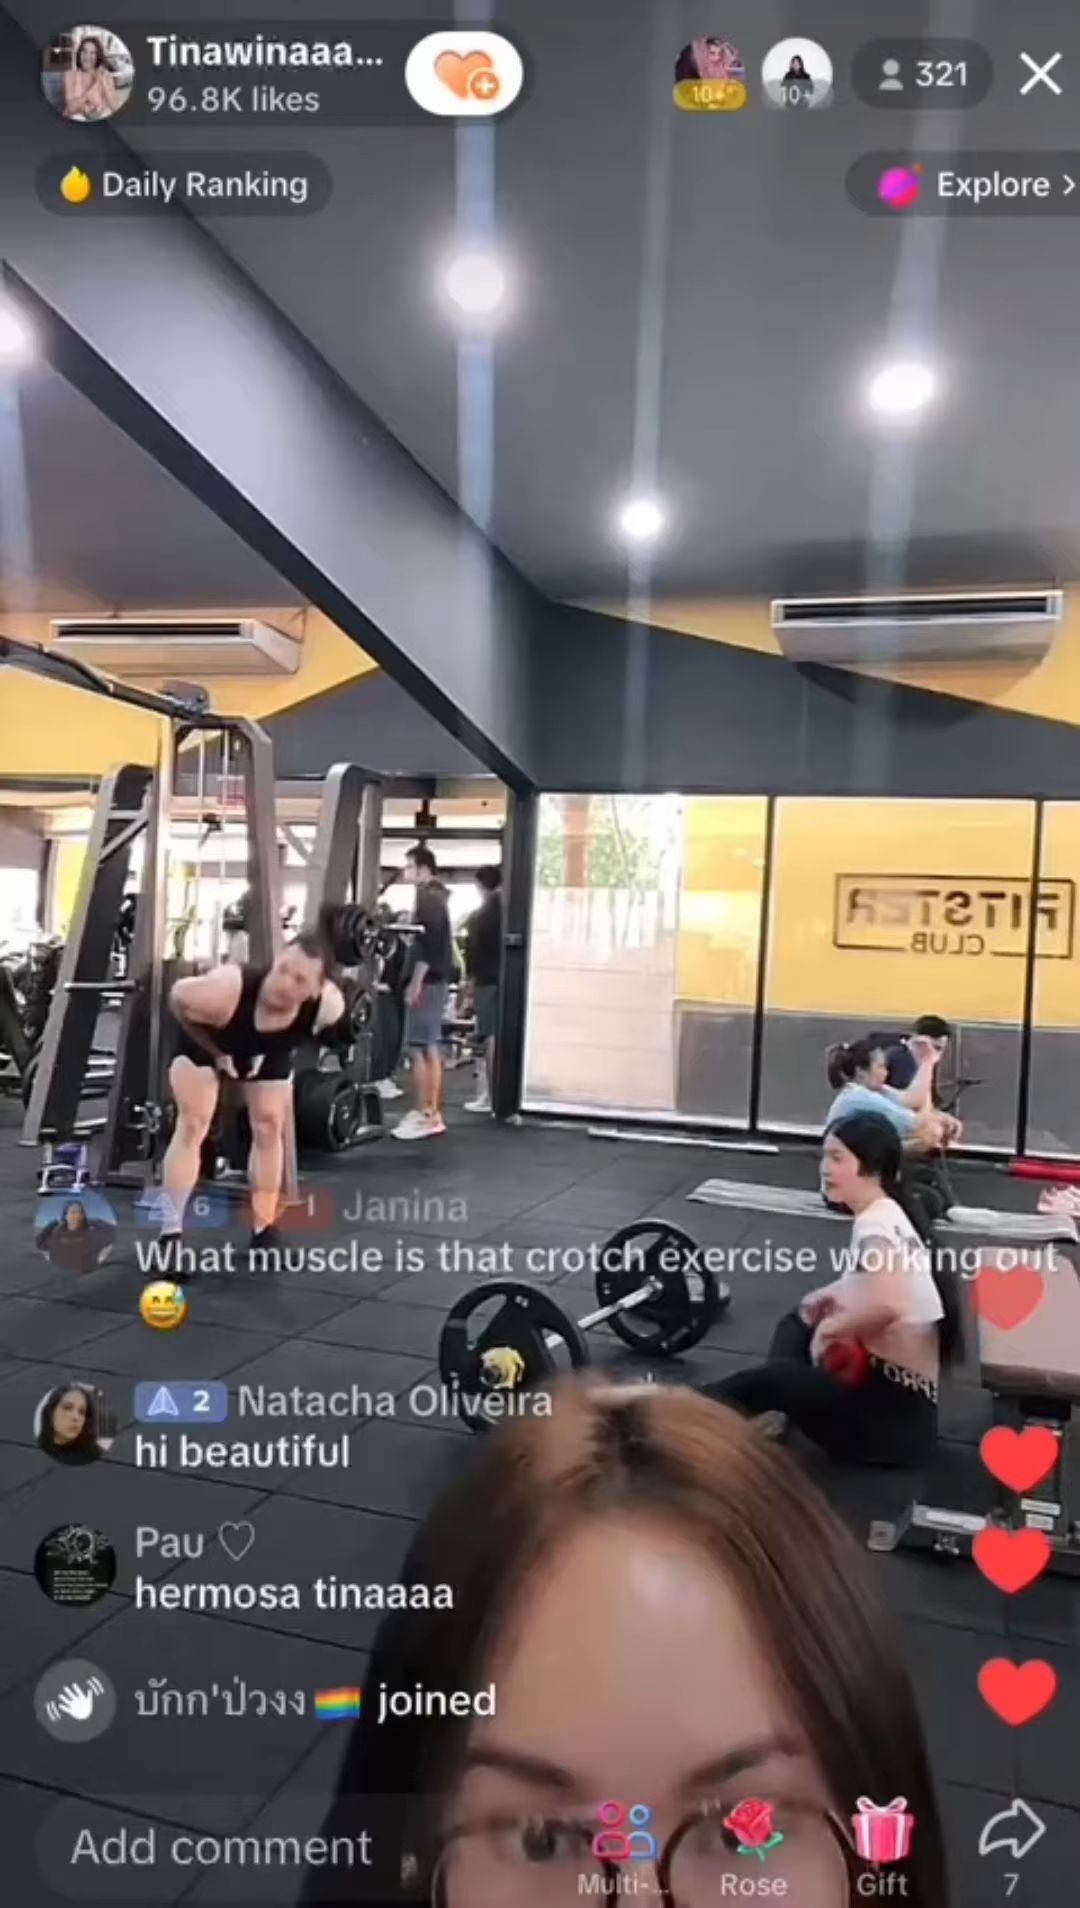 Tinawinaaa...
96.8K likes
10+
10+
321
Daily Ranking
Explore >
FITSTER
CLUB
6
I Janina
What muscle is that crotch exercise working out
😅
2 Natacha Oliveira
hi beautiful
Pau ♡
hermosa tinaaaa
บักก'ป่วงง 🏳️‍🌈 joined
Add comment
Multi-...
Rose
Gift
7